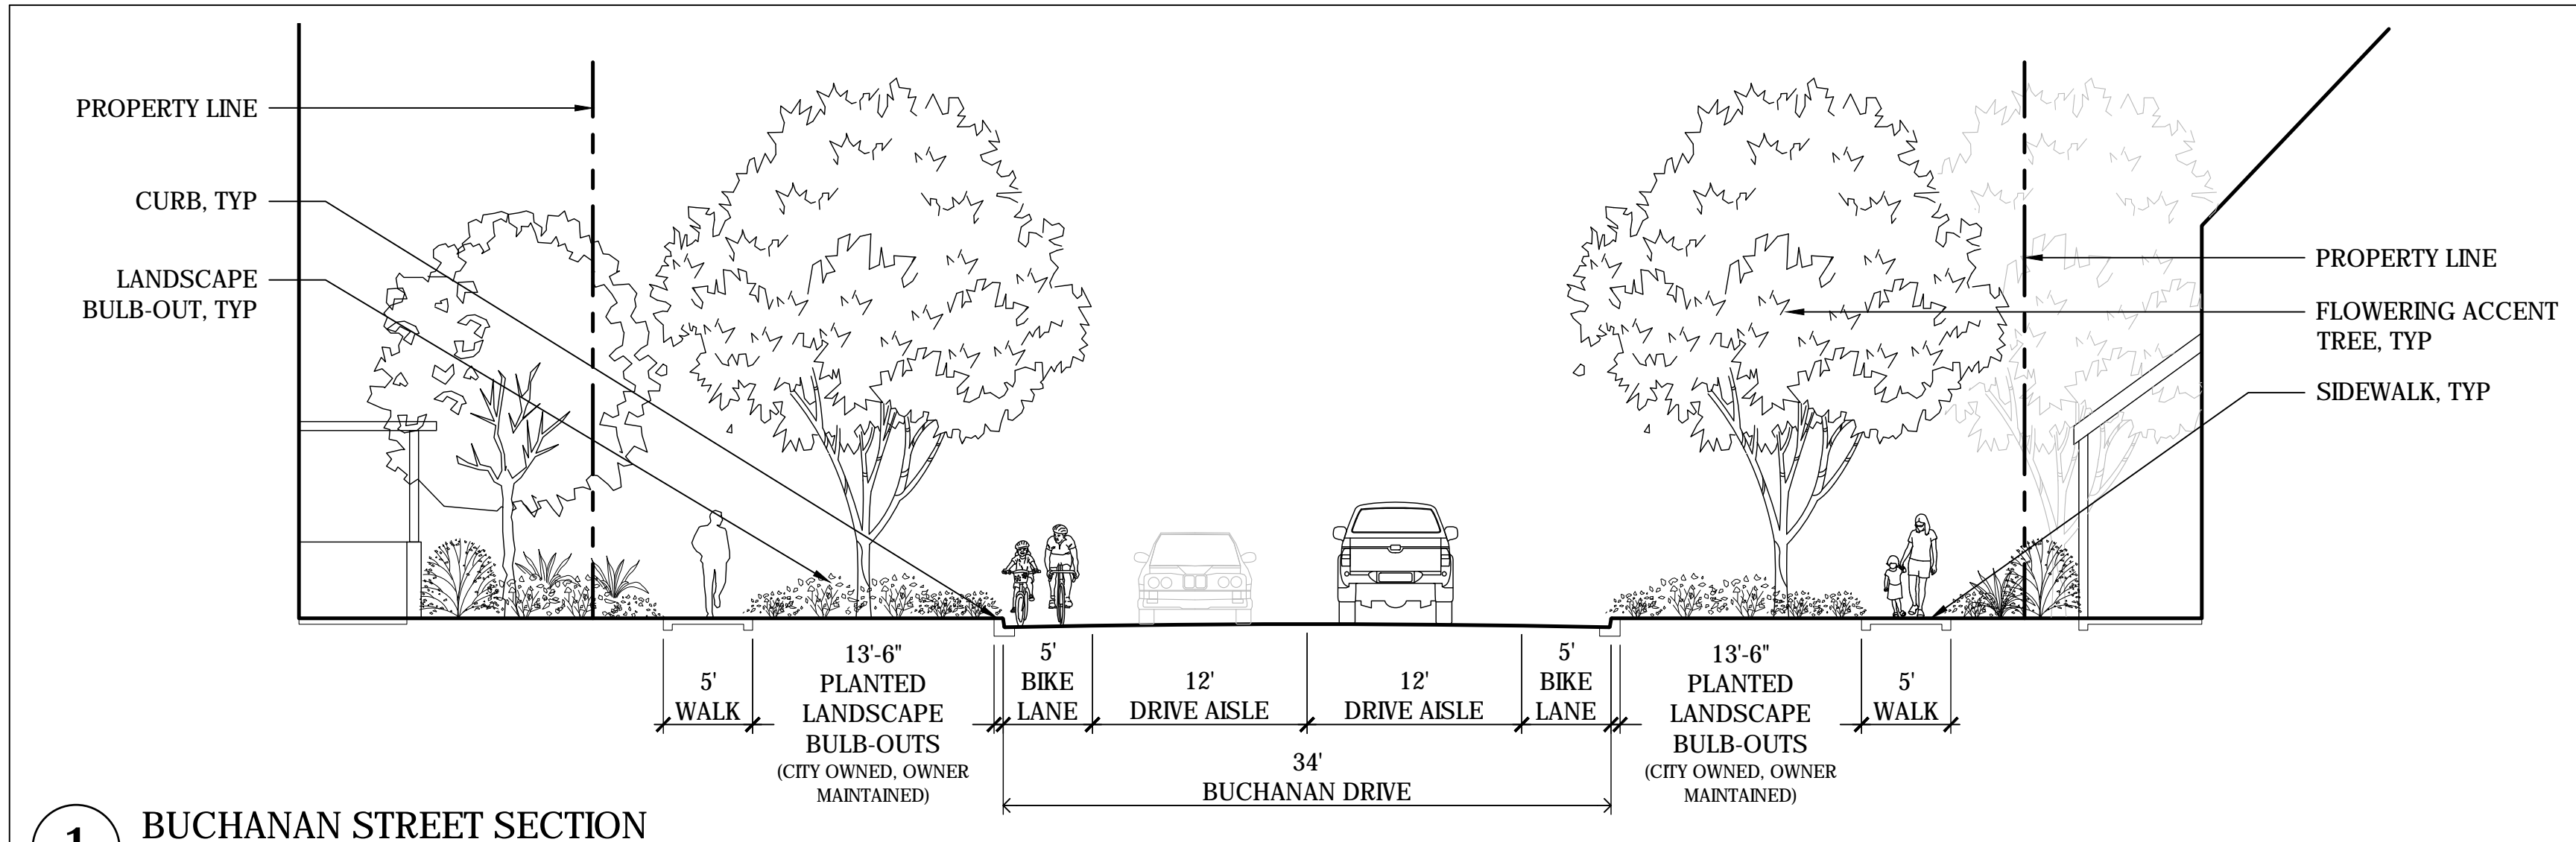 PROPERTY LINE
CURB, TYP
LANDSCAPE
BULB-OUT, TYP
PROPERTY LINE
FLOWERING ACCENT
TREE, TYP
SIDEWALK, TYP
5'
WALK
13'-6"
PLANTED
LANDSCAPE
BULB-OUTS
(CITY OWNED, OWNER
MAINTAINED)
5'
BIKE
LANE
12'
DRIVE AISLE
12'
DRIVE AISLE
5'
BIKE
LANE
13'-6"
PLANTED
LANDSCAPE
BULB-OUTS
(CITY OWNED, OWNER
MAINTAINED)
5'
WALK
34'
BUCHANAN DRIVE
1
BUCHANAN STREET SECTION